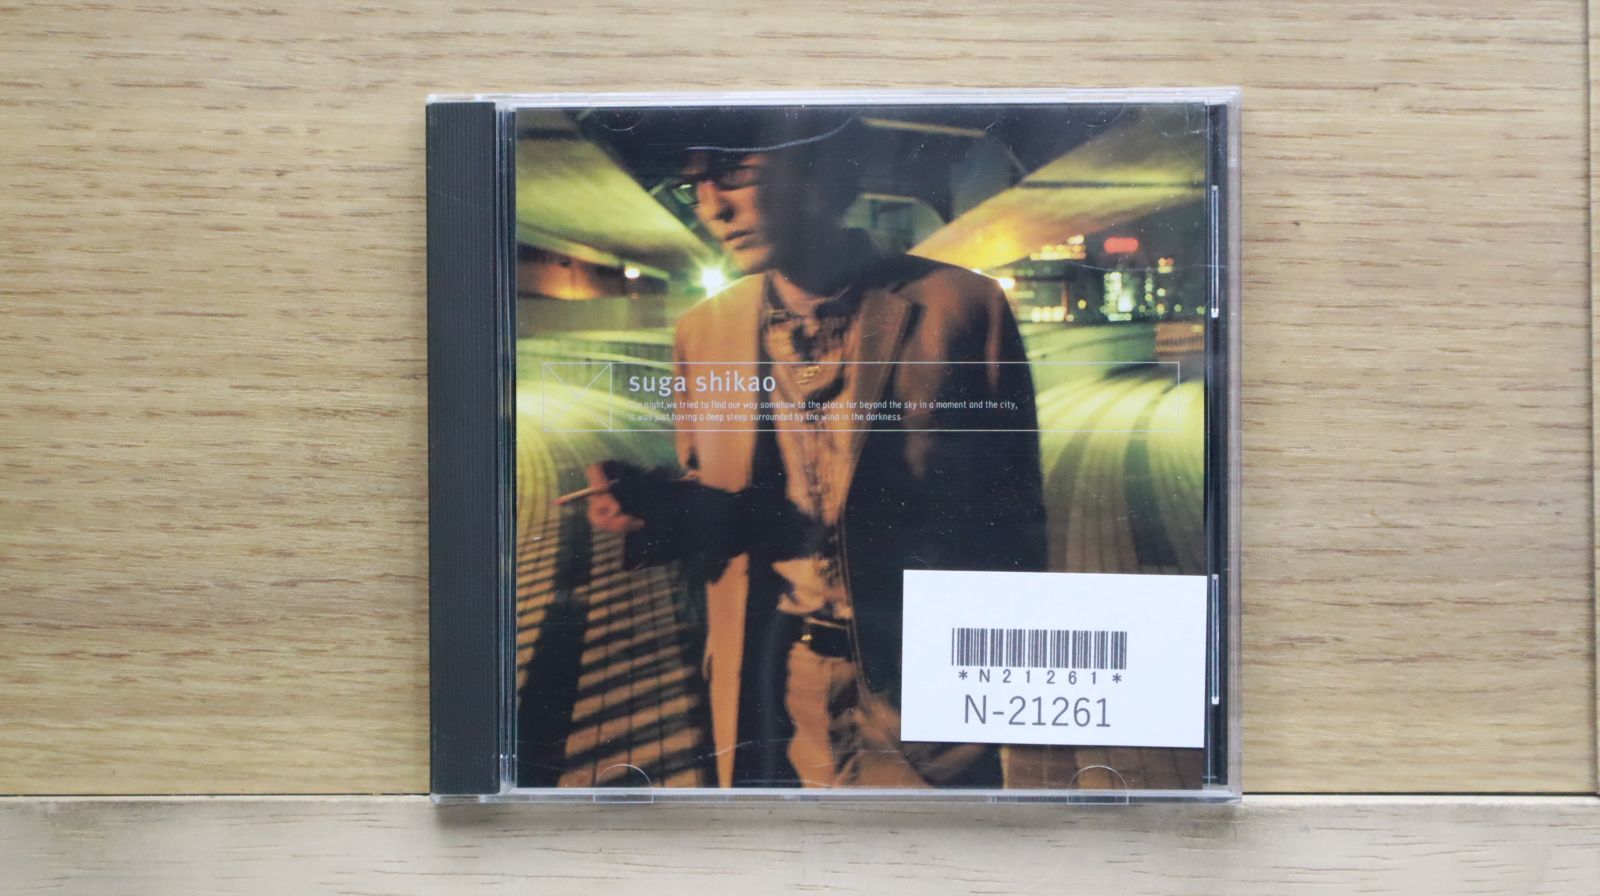 suga shikao
One night,we tried to find our way somehow to the place far beyond the sky in a moment and the city,
it was just having a deep sleep surrounded by the wind in the darkness
*N21261*
N-21261